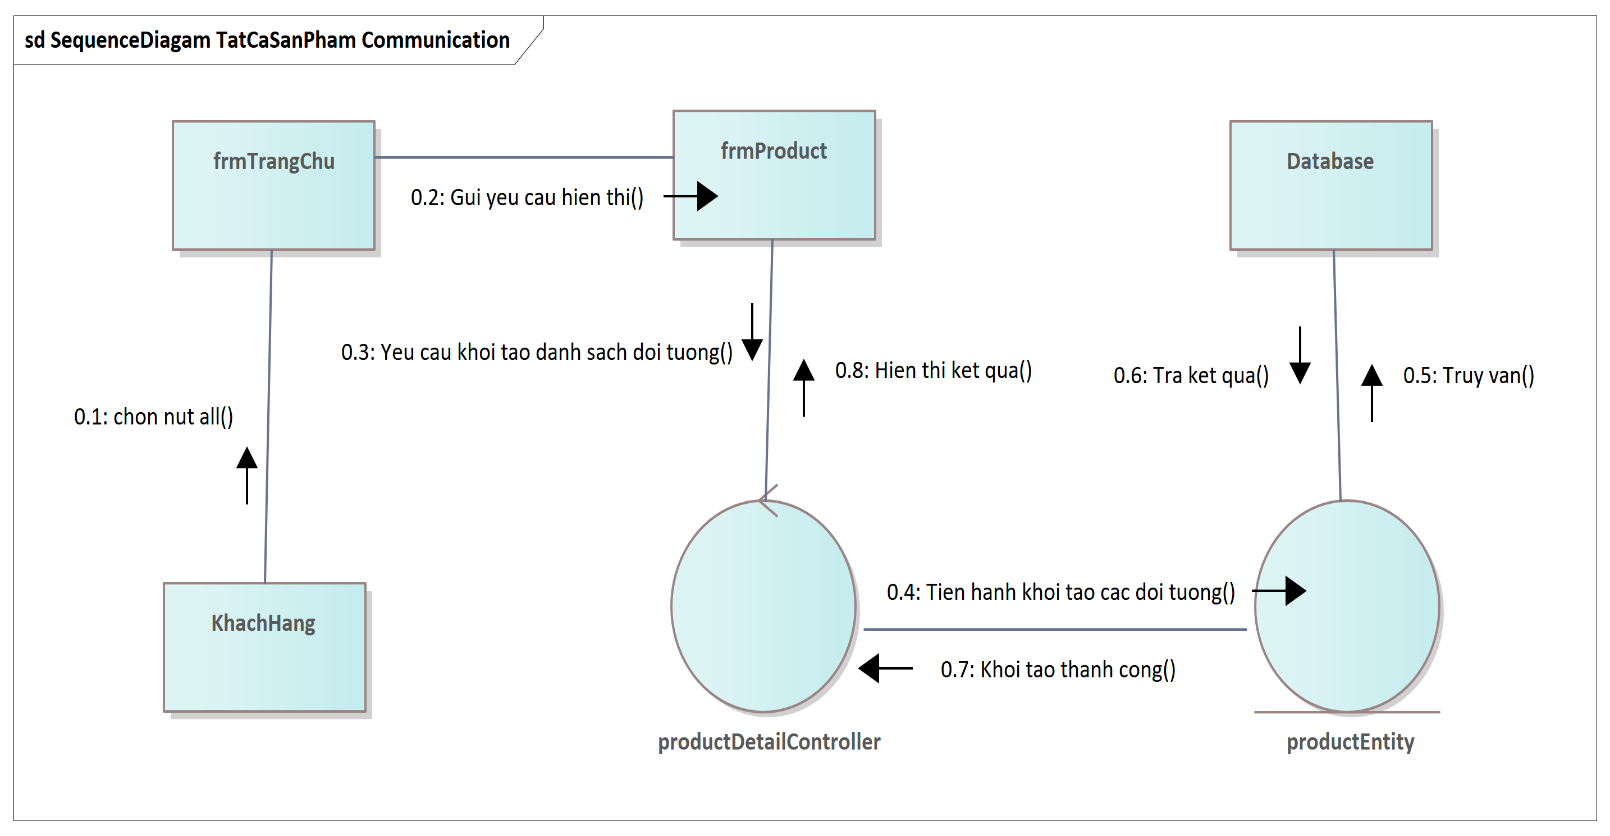 sd SequenceDiagam TatCaSanPham Communication
frmTrangChu
frmProduct
Database
0.2: Gui yeu cau hien thi()
0.3: Yeu cau khoi tao danh sach doi tuong()
0.8: Hien thi ket qua()
0.6: Tra ket qua()
0.5: Truy van()
0.1: chon nut all()
KhachHang
0.4: Tien hanh khoi tao cac doi tuong()
0.7: Khoi tao thanh cong()
productDetailController
productEntity